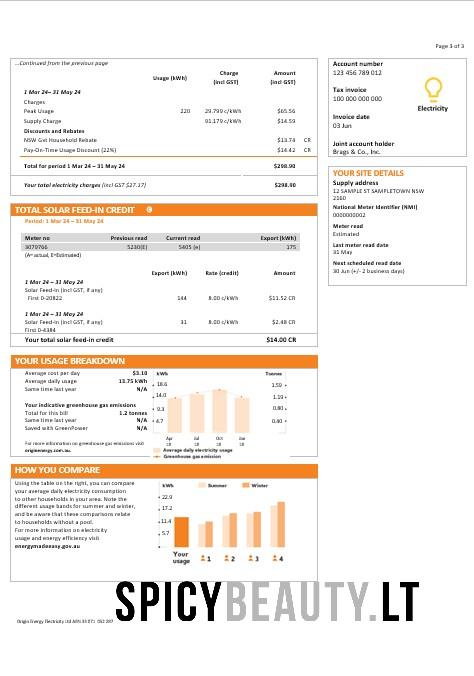 Page 3 of 3
...Continued from the previous page
Usage (kWh) Charge (incl GST) Amount (incl GST)
1 Mar 24– 31 May 24
Charges
Peak Usage 220 29.799 c/kWh $65.56
Supply Charge 91.179 c/kWh $14.59
Discounts and Rebates
NSW Gvt Household Rebate $13.74 CR
Pay-On-Time Usage Discount (22%) $14.42 CR
Total for period 1 Mar 24 – 31 May 24 $298.90
Your total electricity charges (incl GST $27.17) $298.90
Account number
123 456 789 012
Tax invoice
100 000 000 000
Electricity
Invoice date
03 Jun
Joint account holder
Brags & Co., Inc.
YOUR SITE DETAILS
Supply address
12 SAMPLE ST SAMPLETOWN NSW
2160
National Meter Identifier (NMI)
0000000002
Meter read
Estimated
Last meter read date
31 May
Next scheduled read date
30 Jun (+/- 2 business days)
TOTAL SOLAR FEED-IN CREDIT
Period: 1 Mar 24 – 31 May 24
Meter no Previous read Current read Export (kWh)
3079766 5230(E) 5405 (e) 175
(A= actual, E=Estimated)
Export (kWh) Rate (credit) Amount
1 Mar 24– 31 May 24
Solar Feed-in (Incl GST, if any)
First 0-20822 144 8.00 c/kWh $11.52 CR
1 Mar 24– 31 May 24
Solar Feed-in (Incl GST, if any) 31 8.00 c/kWh $2.48 CR
First 0-4384
Your total solar feed-in credit $14.00 CR
YOUR USAGE BREAKDOWN
Average cost per day $3.10
Average daily usage 13.75 kWh
Same time last year N/A
Your indicative greenhouse gas emissions
Total for this bill 1.2 tonnes
Same time last year N/A
Saved with GreenPower N/A
For more information on greenhouse gas emissions visit
originenergy.com.au.
kWh Tonnes
18.6 1.59
14.0 1.19
9.3 0.80
4.7 0.40
Apr Jul Oct Jan
18 18 18 18
Average daily electricity usage
Greenhouse gas emission
HOW YOU COMPARE
Using the table on the right, you can compare
your average daily electricity consumption
to other households in your area. Note the
different usage bands for summer and winter,
and be aware that these comparisons relate
to households without a pool.
For more information on electricity
usage and energy efficiency visit
energymadeeasy.gov.au
kWh Summer Winter
22.9
17.2
11.4
5.7
Your usage 1 2 3 4
SPICYBEAUTY.LT
Origin Energy Electricity Ltd ABN 33 071 052 287